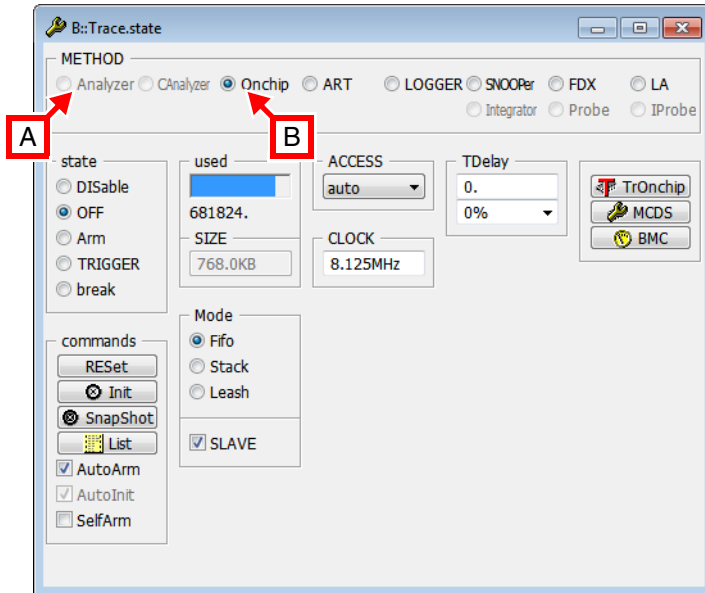 B::Trace.state
METHOD
Analyzer CAnalyzer Onchip ART LOGGER SNOOPer FDX LA
Integrator Probe IProbe
A
B
state
DISable
OFF
Arm
TRIGGER
break
used
681824.
SIZE
768.0KB
ACCESS
auto
CLOCK
8.125MHz
TDelay
0.
0%
TrOnchip
MCDS
BMC
commands
RESet
Init
SnapShot
List
AutoArm
AutoInit
SelfArm
Mode
Fifo
Stack
Leash
SLAVE